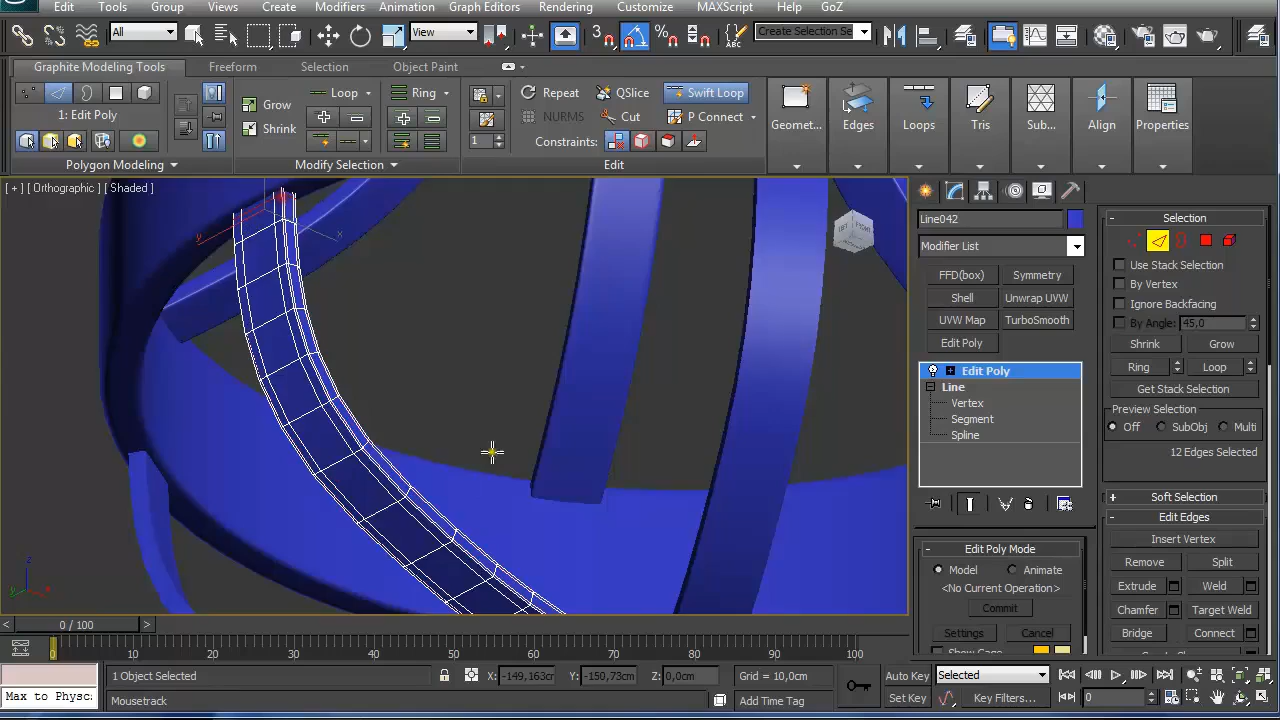 Edit Tools Group Views Create Modifiers Animation Graph Editors Rendering Customize MAXScript Help GoZ
All View 3 Create Selection Se
Graphite Modeling Tools Freeform Selection Object Paint
Loop Ring Repeat QSlice Swift Loop
Grow NURMS Cut P Connect
1: Edit Poly Shrink 1 Constraints:
Geomet... Edges Loops Tris Sub... Align Properties
Polygon Modeling Modify Selection Edit
[ + ] [ Orthographic ] [ Shaded ]
y x
z
y x
Line042
Modifier List
FFD(box) Symmetry
Shell Unwrap UVW
UVW Map TurboSmooth
Edit Poly
Edit Poly
Line
Vertex
Segment
Spline
- Edit Poly Mode
Model Animate
<No Current Operation>
Commit
Settings Cancel
- Selection
Use Stack Selection
By Vertex
Ignore Backfacing
By Angle: 45,0
Shrink Grow
Ring Loop
Get Stack Selection
Preview Selection
Off SubObj Multi
12 Edges Selected
+ Soft Selection
- Edit Edges
Insert Vertex
Remove Split
Extrude Weld
Chamfer Target Weld
Bridge Connect
< 0 / 100 >
0 10 20 30 40 50 60 70 80 90 100
1 Object Selected X: -149,163cm Y: -150,73cm Z: 0,0cm Grid = 10,0cm Auto Key Selected
Max to Physc: Mousetrack Add Time Tag Set Key Key Filters... 0